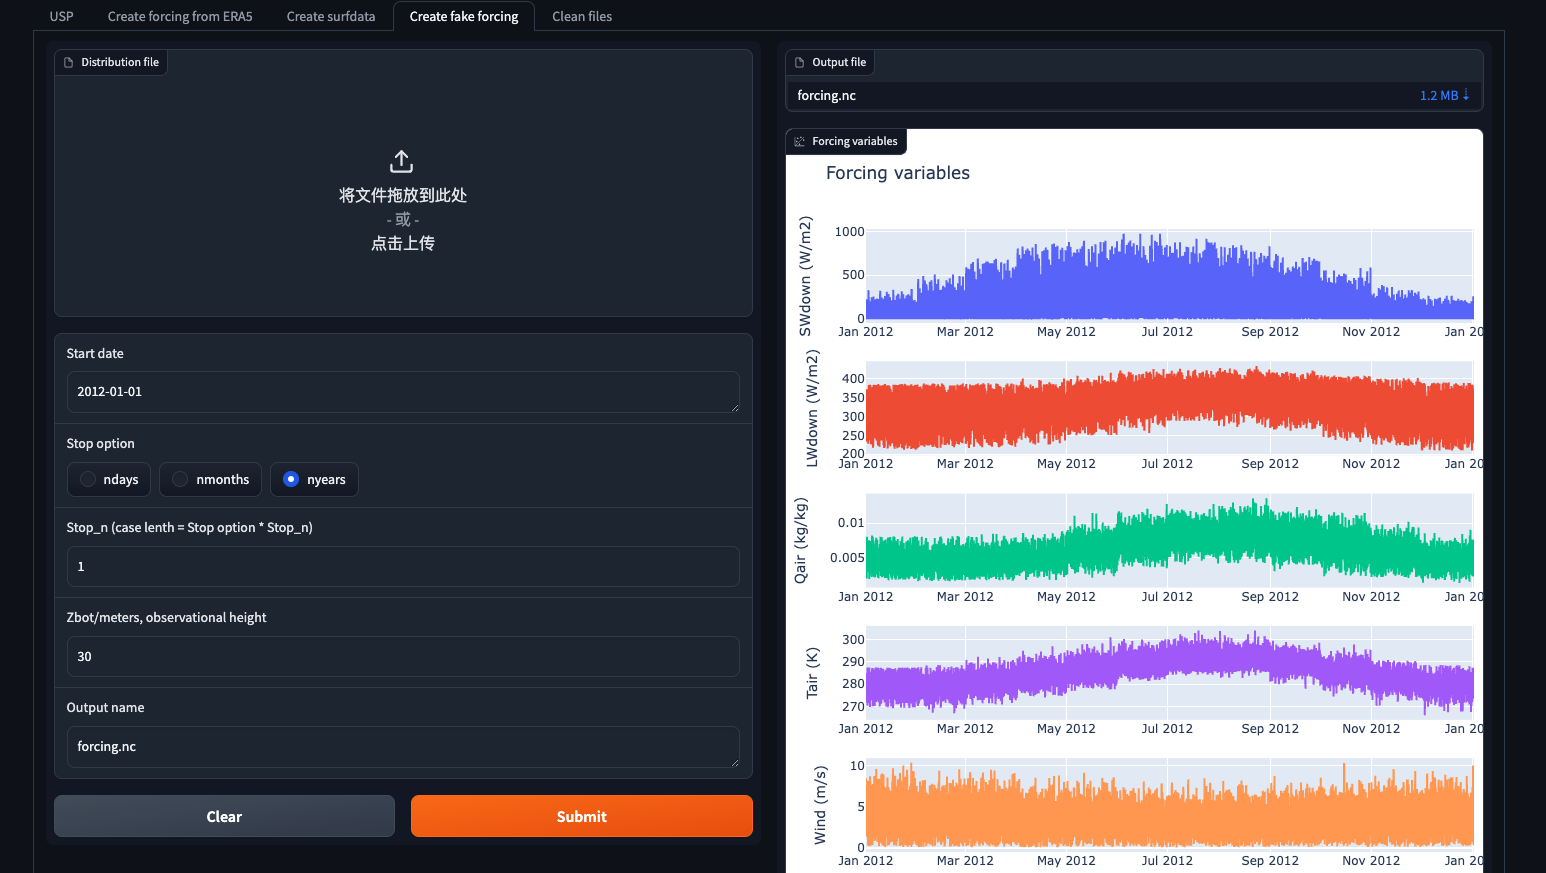 USP
Create forcing from ERA5
Create surfdata
Create fake forcing
Clean files
Distribution file
将文件拖放到此处
- 或 -
点击上传
Start date
2012-01-01
Stop option
ndays
nmonths
nyears
Stop_n (case lenth = Stop option * Stop_n)
1
Zbot/meters, observational height
30
Output name
forcing.nc
Clear
Submit
Output file
forcing.nc
1.2 MB ⇣
Forcing variables
Forcing variables
SWdown (W/m2)
1000
500
0
Jan 2012 Mar 2012 May 2012 Jul 2012 Sep 2012 Nov 2012 Jan 20
LWdown (W/m2)
400
350
300
250
200
Jan 2012 Mar 2012 May 2012 Jul 2012 Sep 2012 Nov 2012 Jan 20
Qair (kg/kg)
0.01
0.005
Jan 2012 Mar 2012 May 2012 Jul 2012 Sep 2012 Nov 2012 Jan 20
Tair (K)
300
290
280
270
Jan 2012 Mar 2012 May 2012 Jul 2012 Sep 2012 Nov 2012 Jan 20
Wind (m/s)
10
5
0
Jan 2012 Mar 2012 May 2012 Jul 2012 Sep 2012 Nov 2012 Jan 20